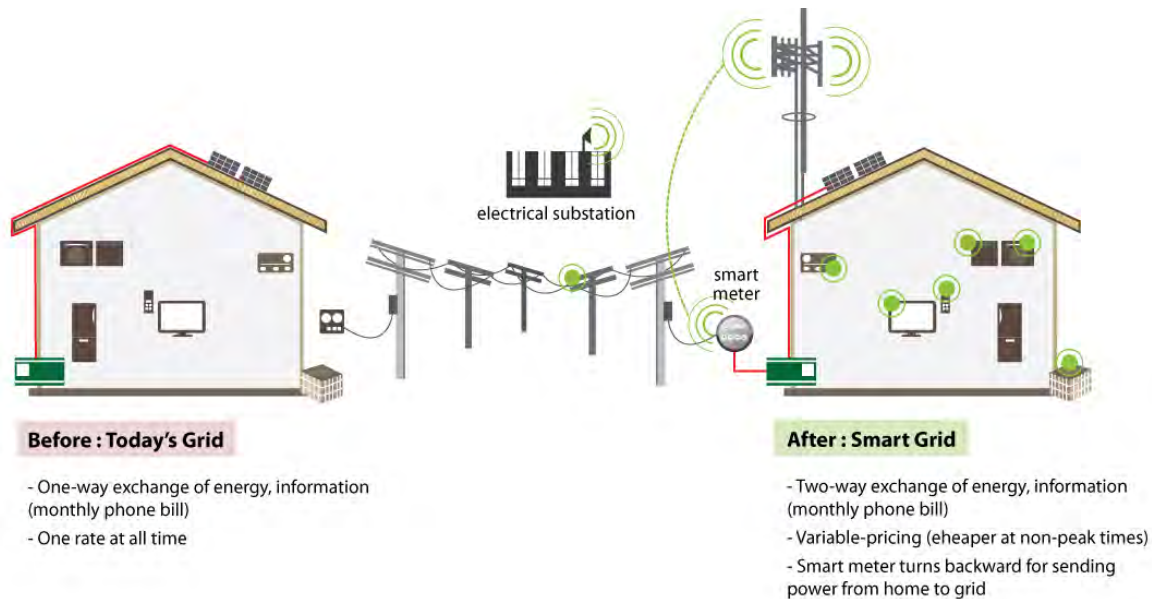 electrical substation
smart
meter
Before : Today's Grid
- One-way exchange of energy, information
(monthly phone bill)
- One rate at all time
After : Smart Grid
- Two-way exchange of energy, information
(monthly phone bill)
- Variable-pricing (eheaper at non-peak times)
- Smart meter turns backward for sending
power from home to grid